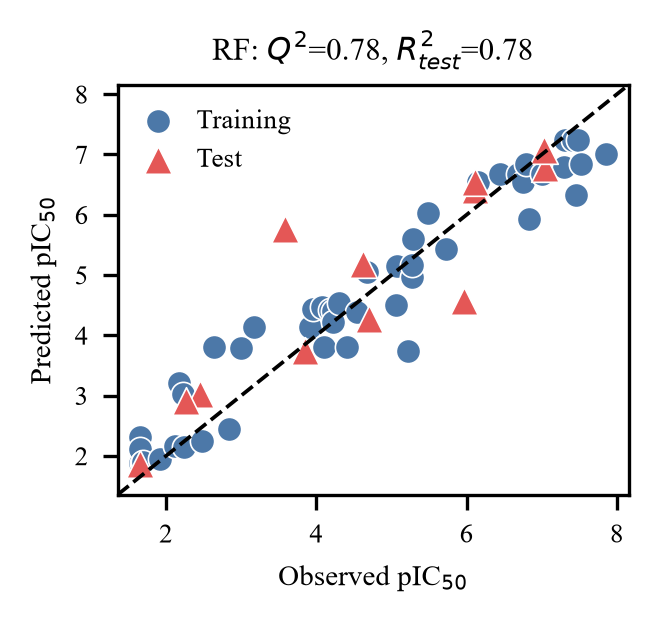 RF: Q²=0.78, R²test=0.78
Training
Test
8
7
6
5
4
3
2
Predicted pIC₅₀
2 4 6 8
Observed pIC₅₀